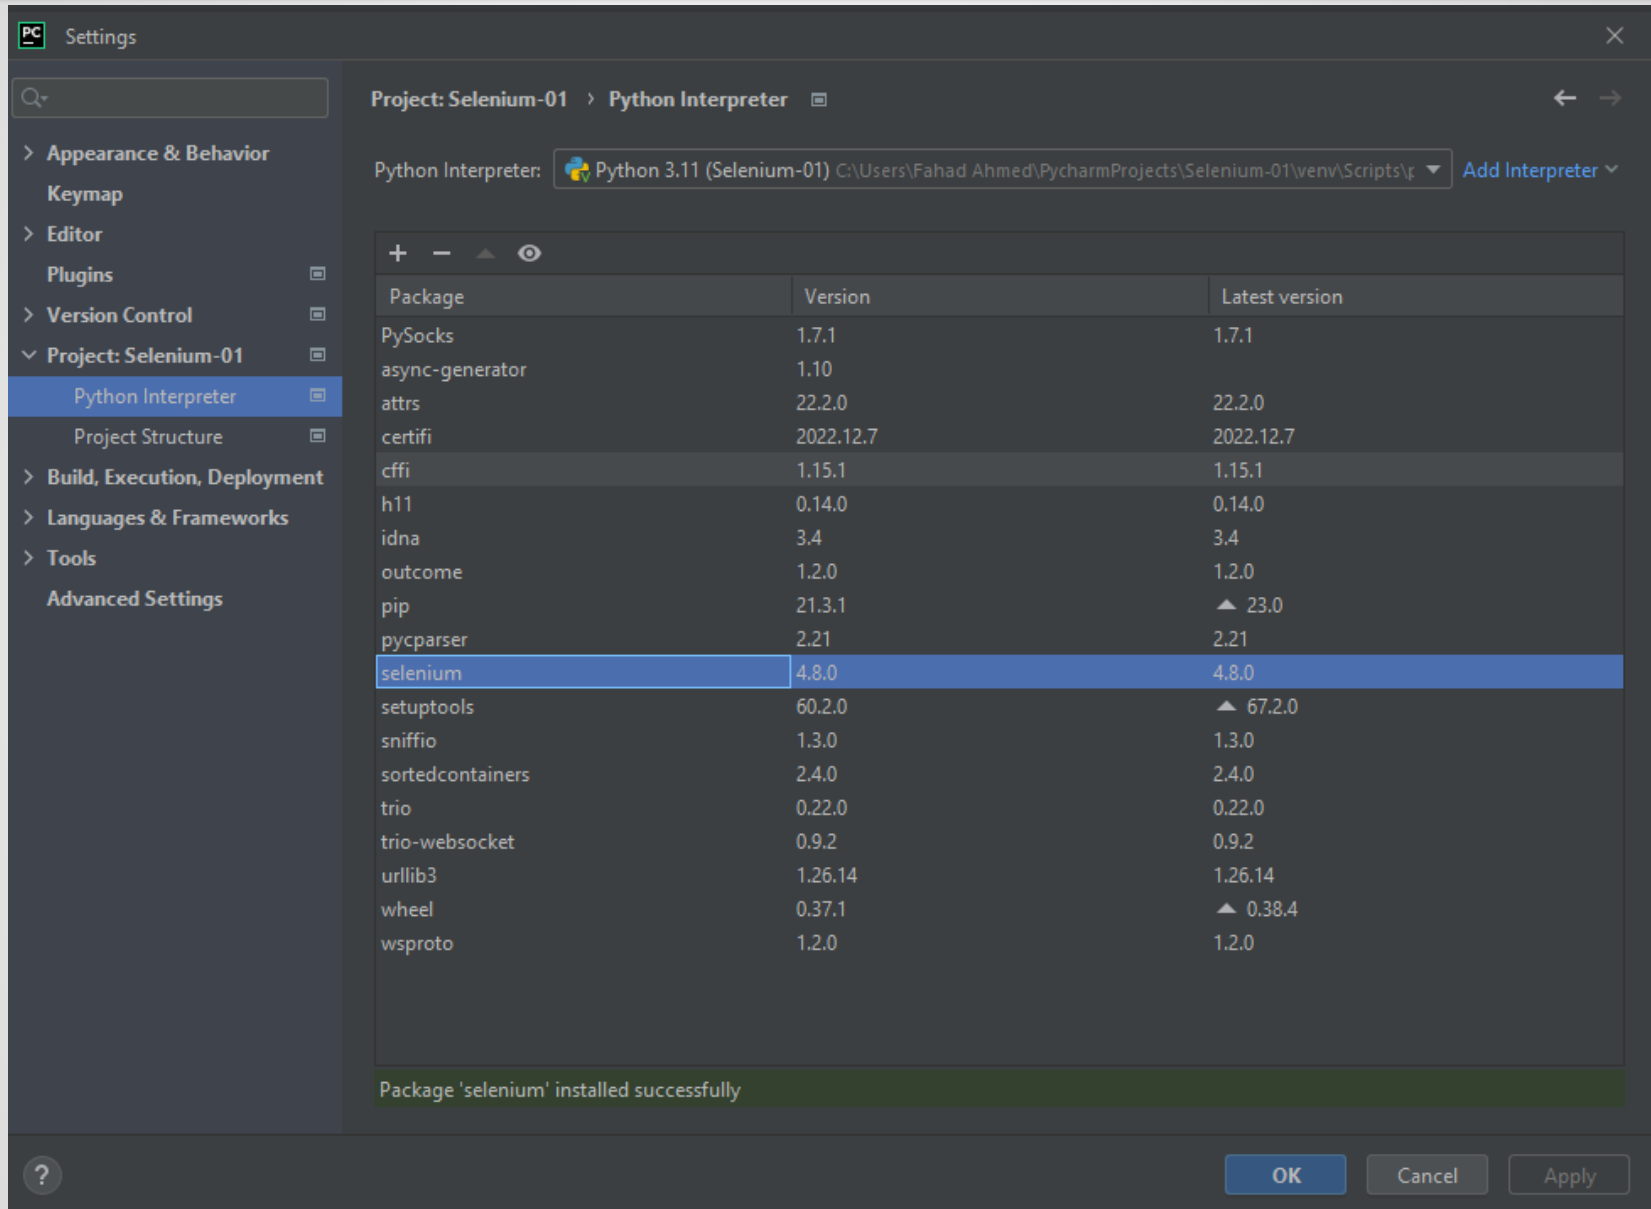 PC Settings
Project: Selenium-01 › Python Interpreter
Appearance & Behavior
Keymap
Editor
Plugins
Version Control
Project: Selenium-01
Python Interpreter
Project Structure
Build, Execution, Deployment
Languages & Frameworks
Tools
Advanced Settings
Python Interpreter: Python 3.11 (Selenium-01) C:\Users\Fahad Ahmed\PycharmProjects\Selenium-01\venv\Scripts\p Add Interpreter
Package Version Latest version
PySocks 1.7.1 1.7.1
async-generator 1.10
attrs 22.2.0 22.2.0
certifi 2022.12.7 2022.12.7
cffi 1.15.1 1.15.1
h11 0.14.0 0.14.0
idna 3.4 3.4
outcome 1.2.0 1.2.0
pip 21.3.1 23.0
pycparser 2.21 2.21
selenium 4.8.0 4.8.0
setuptools 60.2.0 67.2.0
sniffio 1.3.0 1.3.0
sortedcontainers 2.4.0 2.4.0
trio 0.22.0 0.22.0
trio-websocket 0.9.2 0.9.2
urllib3 1.26.14 1.26.14
wheel 0.37.1 0.38.4
wsproto 1.2.0 1.2.0
Package 'selenium' installed successfully
? OK Cancel Apply